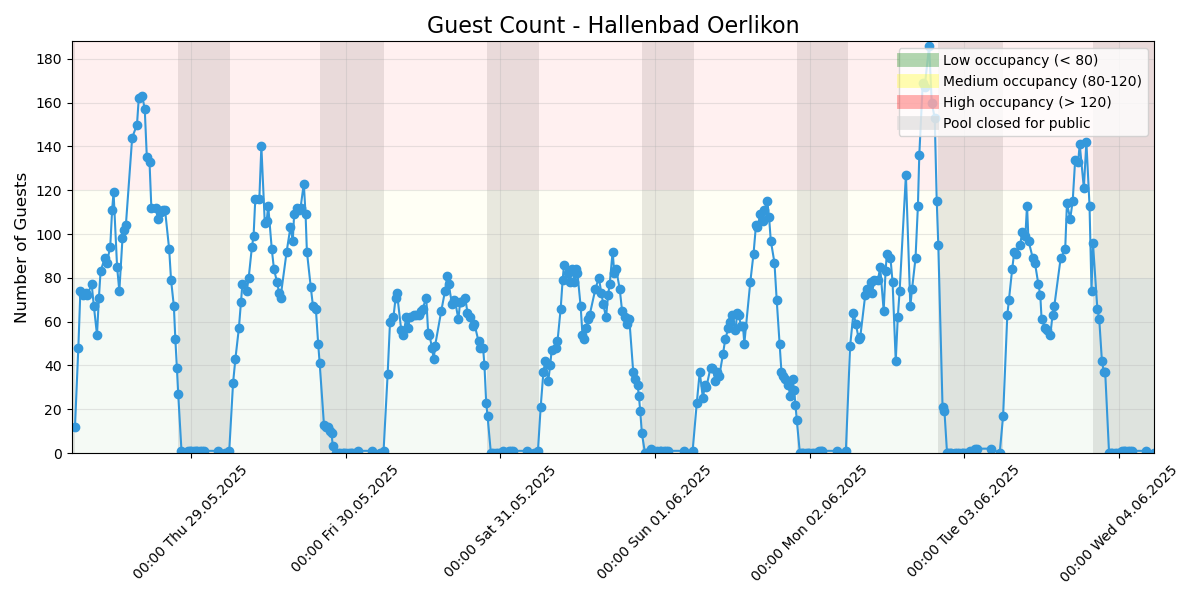 Guest Count - Hallenbad Oerlikon
Number of Guests
180
160
140
120
100
80
60
40
20
0
Low occupancy (< 80)
Medium occupancy (80-120)
High occupancy (> 120)
Pool closed for public
00:00 Thu 29.05.2025
00:00 Fri 30.05.2025
00:00 Sat 31.05.2025
00:00 Sun 01.06.2025
00:00 Mon 02.06.2025
00:00 Tue 03.06.2025
00:00 Wed 04.06.2025